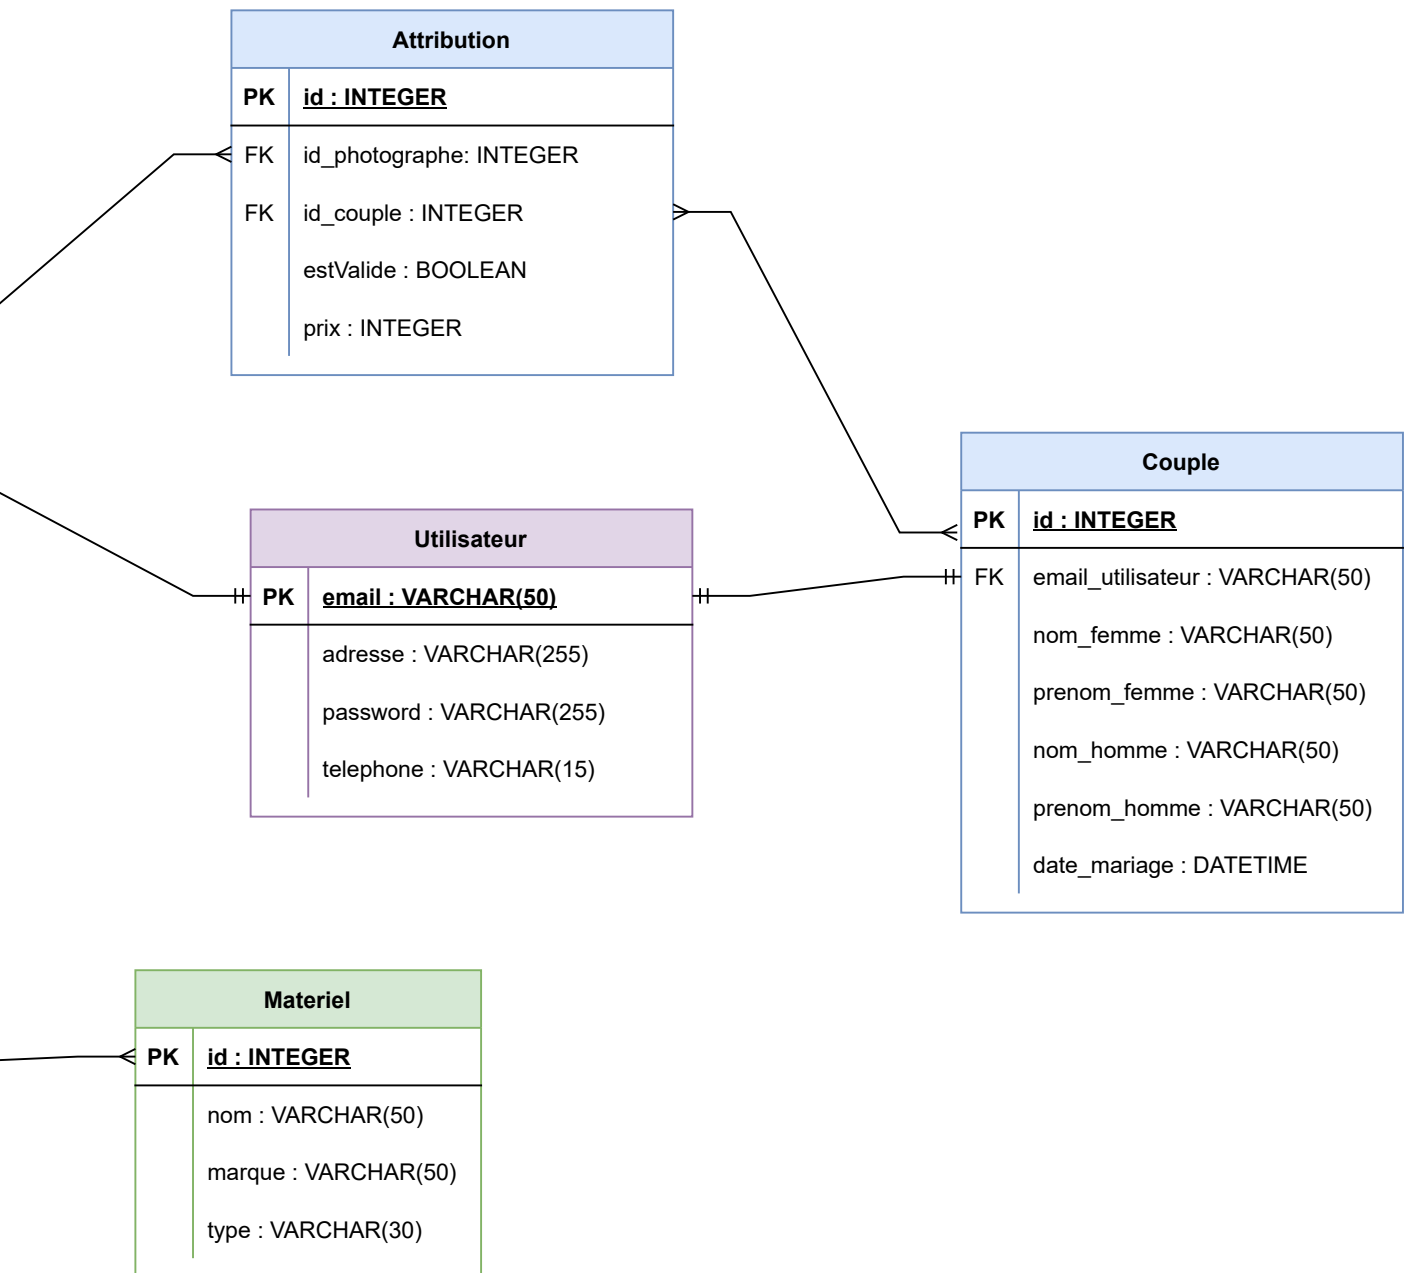 Attribution
PK id : INTEGER
FK id_photographe: INTEGER
FK id_couple : INTEGER
estValide : BOOLEAN
prix : INTEGER
Utilisateur
PK email : VARCHAR(50)
adresse : VARCHAR(255)
password : VARCHAR(255)
telephone : VARCHAR(15)
Couple
PK id : INTEGER
FK email_utilisateur : VARCHAR(50)
nom_femme : VARCHAR(50)
prenom_femme : VARCHAR(50)
nom_homme : VARCHAR(50)
prenom_homme : VARCHAR(50)
date_mariage : DATETIME
Materiel
PK id : INTEGER
nom : VARCHAR(50)
marque : VARCHAR(50)
type : VARCHAR(30)